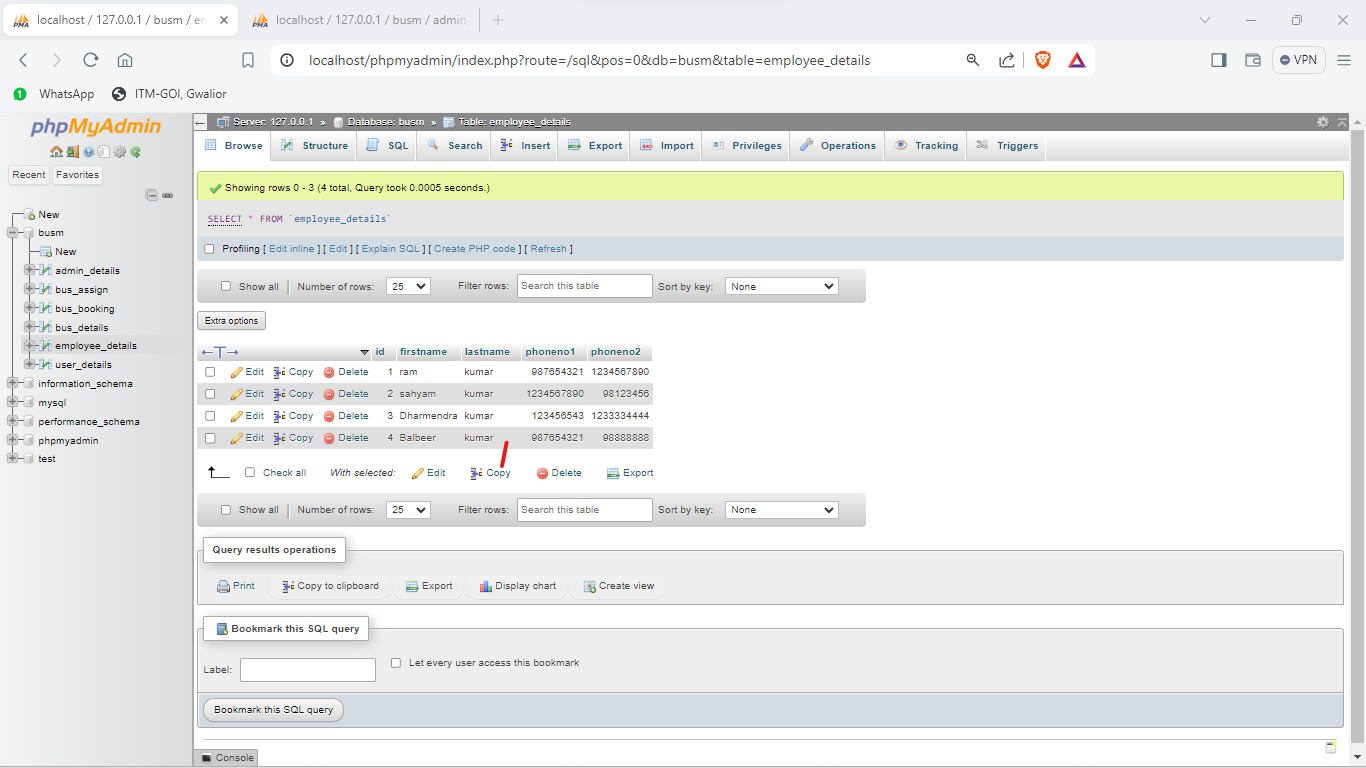 localhost / 127.0.0.1 / busm / em
localhost / 127.0.0.1 / busm / admin_
localhost/phpmyadmin/index.php?route=/sql&pos=0&db=busm&table=employee_details
VPN
WhatsApp
ITM-GOI, Gwalior
phpMyAdmin
Recent
Favorites
New
busm
New
admin_details
bus_assign
bus_booking
bus_details
employee_details
user_details
information_schema
mysql
performance_schema
phpmyadmin
test
Server: 127.0.0.1 » Database: busm » Table: employee_details
Browse Structure SQL Search Insert Export Import Privileges Operations Tracking Triggers
Showing rows 0 - 3 (4 total, Query took 0.0005 seconds.)
SELECT * FROM `employee_details`
Profiling [ Edit inline ] [ Edit ] [ Explain SQL ] [ Create PHP code ] [ Refresh ]
Show all | Number of rows: 25 Filter rows: Search this table Sort by key: None
Extra options
←T→ id firstname lastname phoneno1 phoneno2
Edit Copy Delete 1 ram kumar 987654321 1234567890
Edit Copy Delete 2 sahyam kumar 1234567890 98123456
Edit Copy Delete 3 Dharmendra kumar 123456543 1233334444
Edit Copy Delete 4 Balbeer kumar 987654321 98888888
Check all With selected: Edit Copy Delete Export
Show all | Number of rows: 25 Filter rows: Search this table Sort by key: None
Query results operations
Print Copy to clipboard Export Display chart Create view
Bookmark this SQL query
Label: Let every user access this bookmark
Bookmark this SQL query
Console